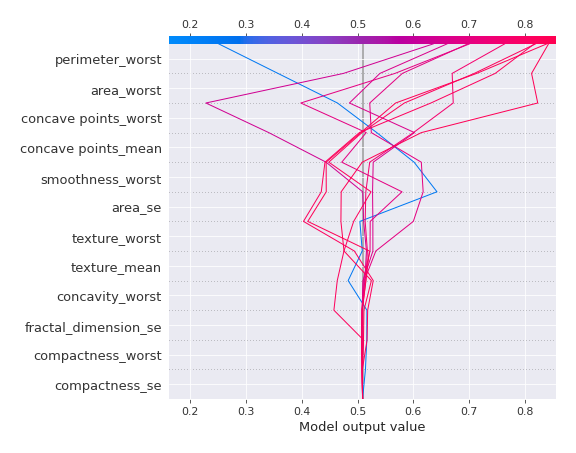 0.2 0.3 0.4 0.5 0.6 0.7 0.8
perimeter_worst
area_worst
concave points_worst
concave points_mean
smoothness_worst
area_se
texture_worst
texture_mean
concavity_worst
fractal_dimension_se
compactness_worst
compactness_se
0.2 0.3 0.4 0.5 0.6 0.7 0.8
Model output value